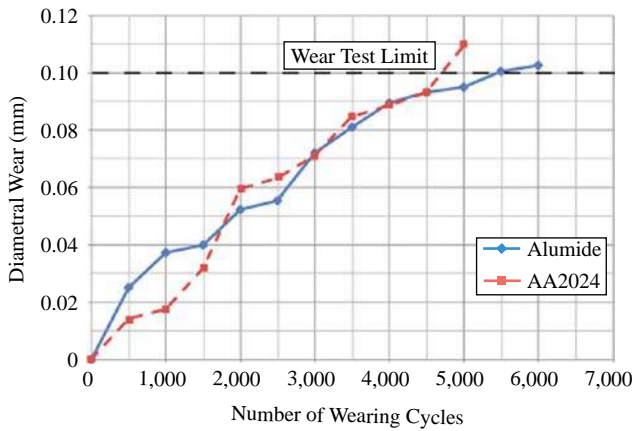 0.12
0.10
0.08
0.06
0.04
0.02
0
Diametral Wear (mm)
Wear Test Limit
Alumide
AA2024
0 1,000 2,000 3,000 4,000 5,000 6,000 7,000
Number of Wearing Cycles